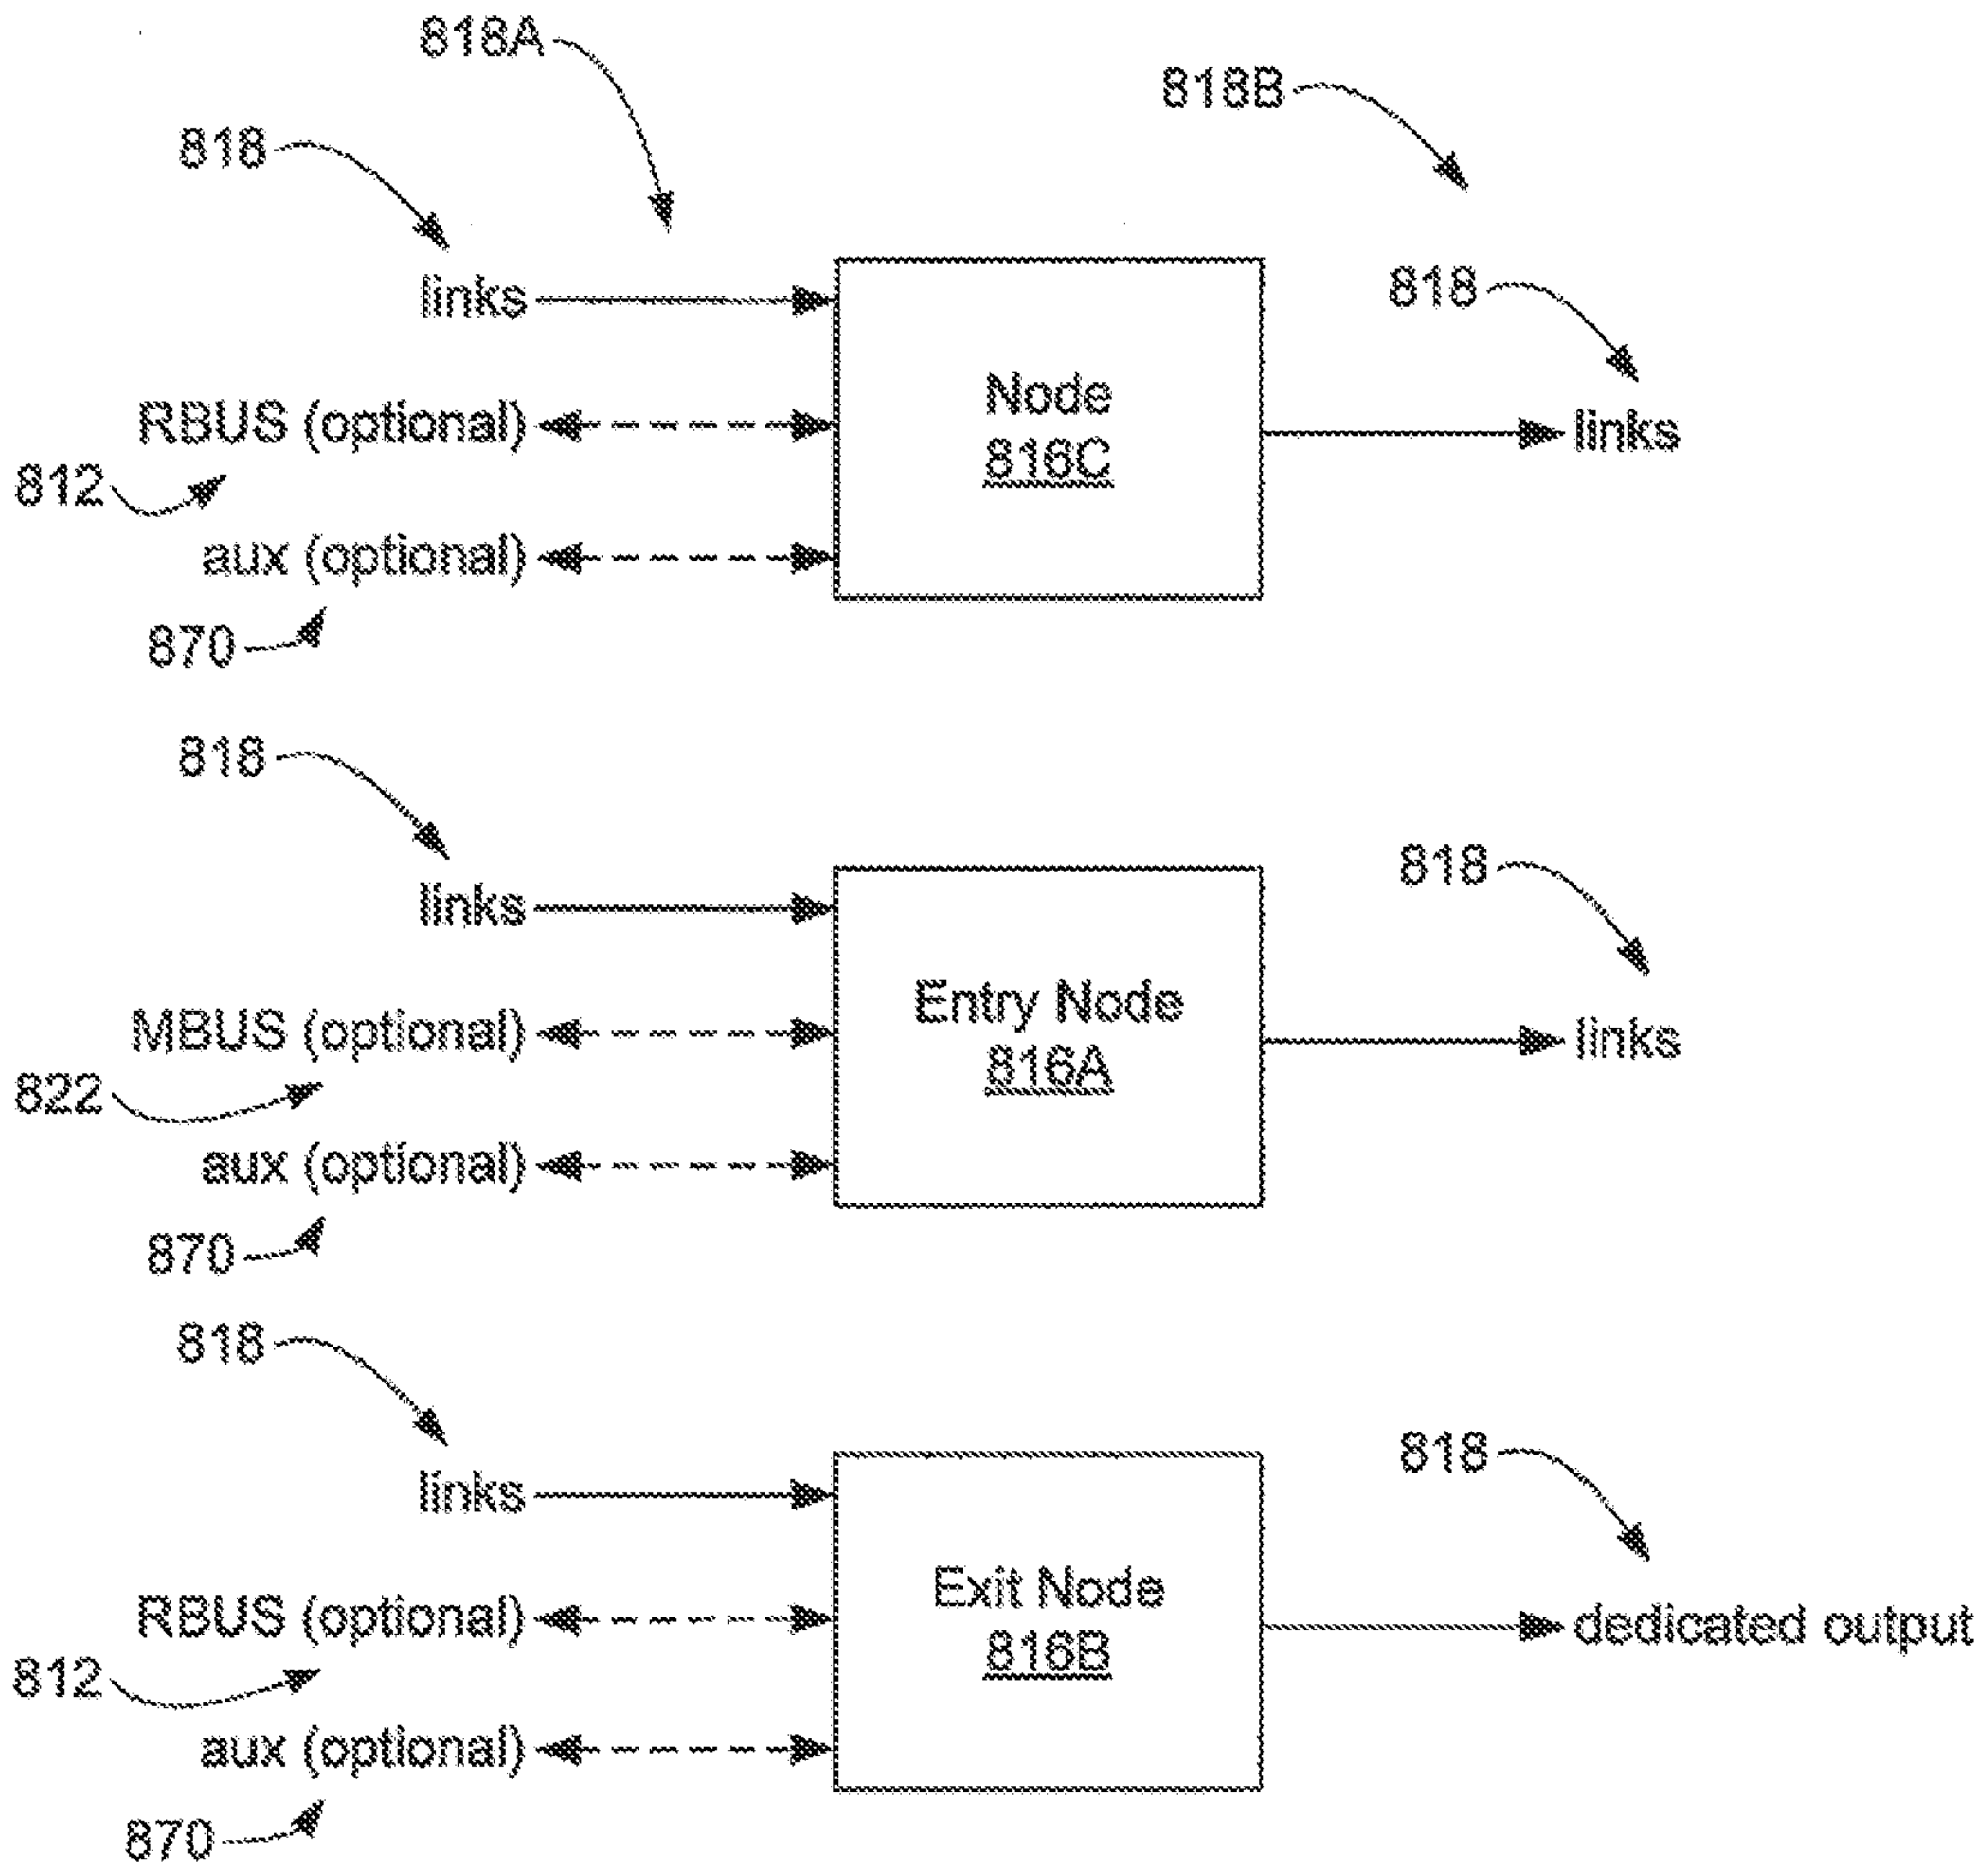 818A
818B
818
818
links
Node
816C
RBUS (optional)
links
812
aux (optional)
870
818
818
links
Entry Node
816A
MBUS (optional)
links
822
aux (optional)
870
818
818
links
Exit Node
816B
RBUS (optional)
dedicated output
812
aux (optional)
870